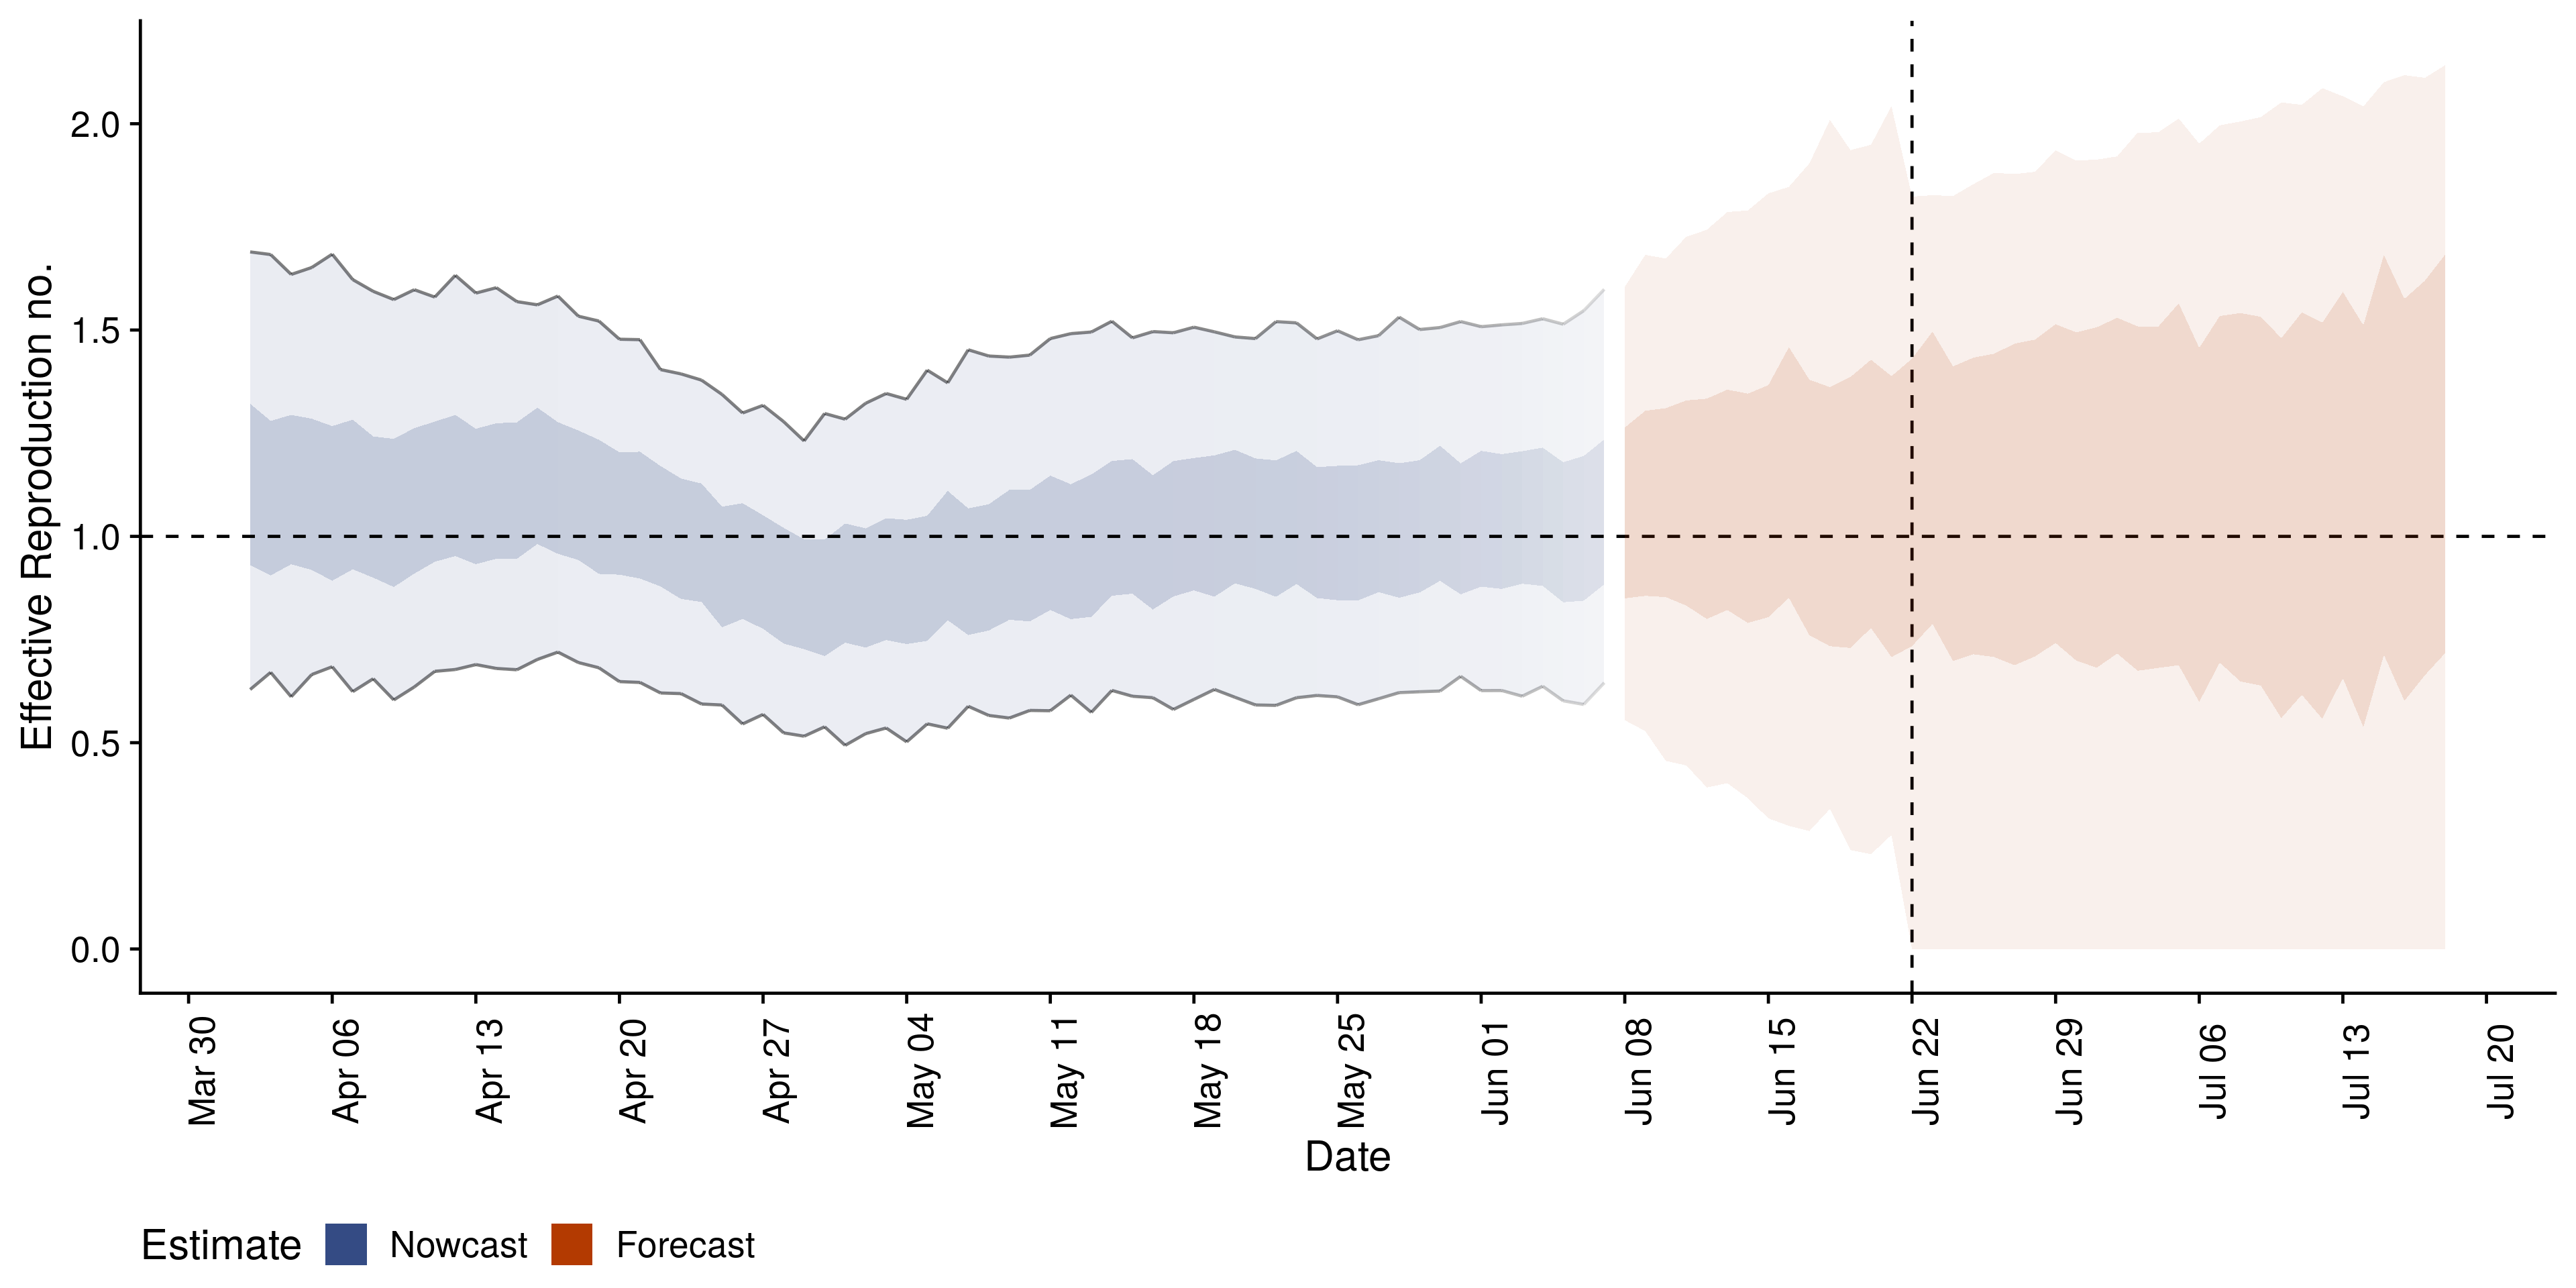 Effective Reproduction no.
2.0
1.5
1.0
0.5
0.0
Mar 30
Apr 06
Apr 13
Apr 20
Apr 27
May 04
May 11
May 18
May 25
Jun 01
Jun 08
Jun 15
Jun 22
Jun 29
Jul 06
Jul 13
Jul 20
Date
Estimate Nowcast Forecast